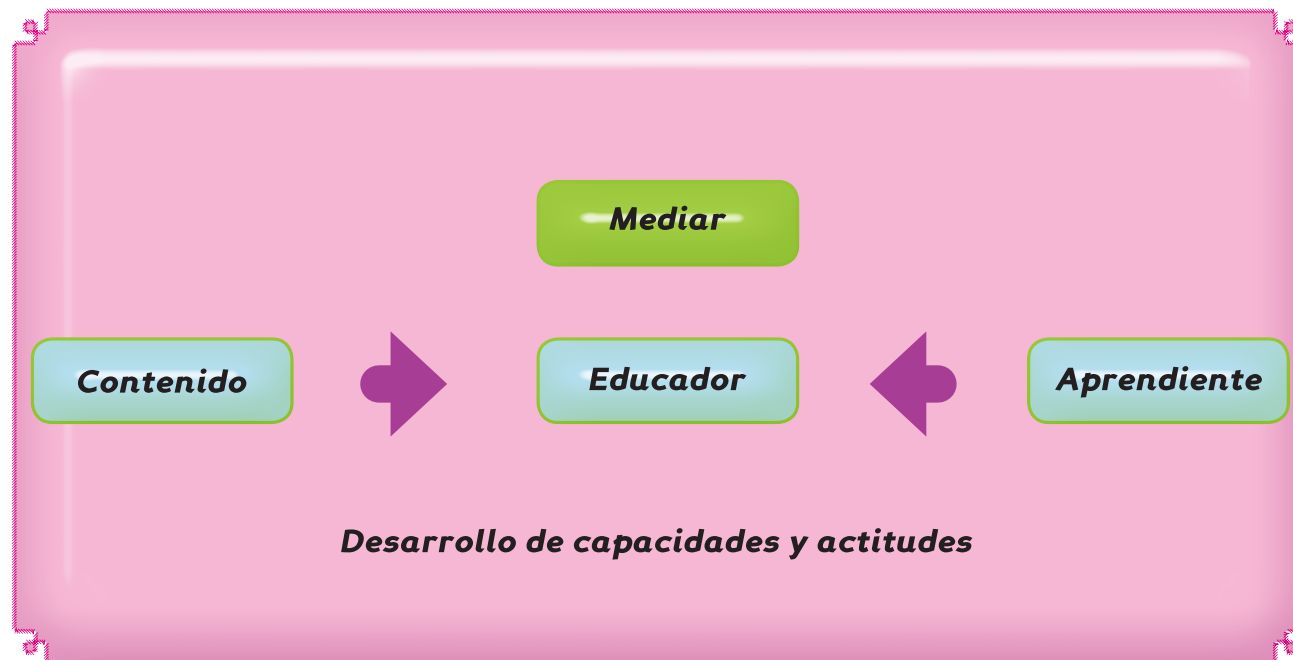 Mediar
Contenido
Educador
Aprendiente
Desarrollo de capacidades y actitudes